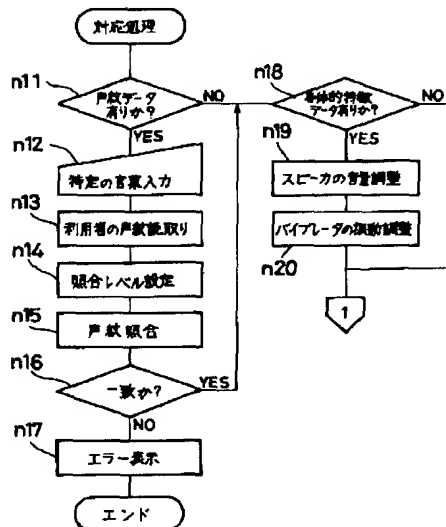 対応処理
n11
声紋データ
有りか?
NO
YES
n12
特定の言葉入力
n13
利用者の声紋読取り
n14
照合レベル設定
n15
声紋照合
n16
一致か?
YES
NO
n17
エラー表示
エンド
n18
身体的特徴
データ有りか?
NO
YES
n19
スピーカの音量調整
バイブレータの振動調整
n20
1